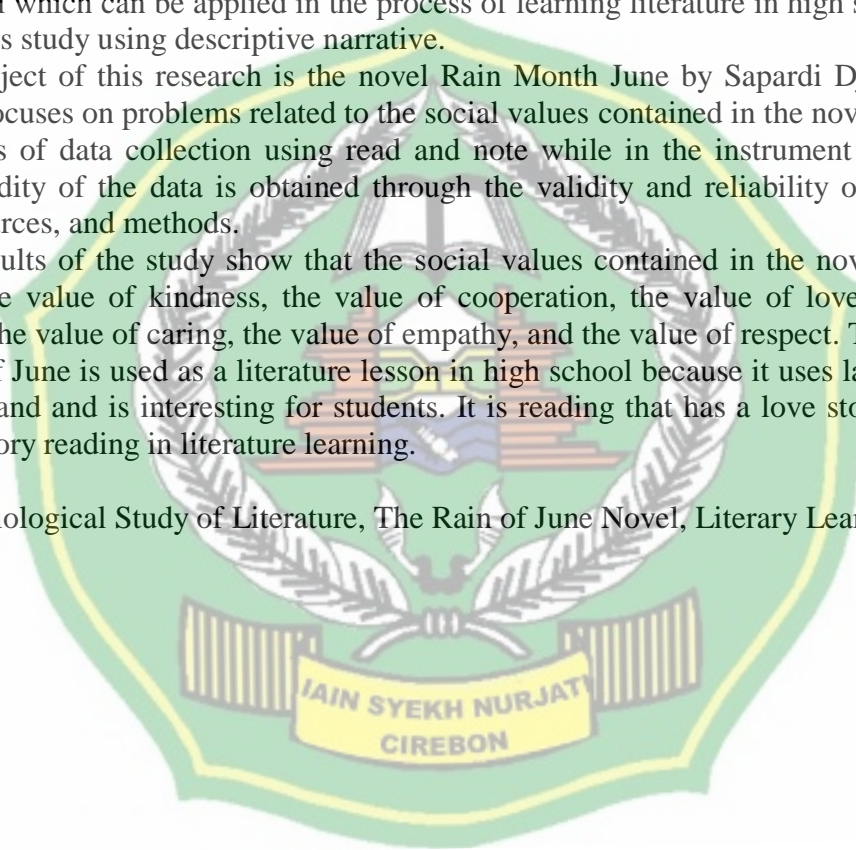 which can be applied in the process of learning literature in high
s study using descriptive narrative.
ject of this research is the novel Rain Month June by Sapardi
ocuses on problems related to the social values contained in the nov
s of data collection using read and note while in the instrument
dity of the data is obtained through the validity and reliability
rces, and methods.
ults of the study show that the social values contained in the nov
value of kindness, the value of cooperation, the value of love
he value of caring, the value of empathy, and the value of respect.
f June is used as a literature lesson in high school because it uses la
and and is interesting for students. It is reading that has a love sto
ory reading in literature learning.
iological Study of Literature, The Rain of June Novel, Literary Lear
IAIN SYEKH NURJATI
CIREBON